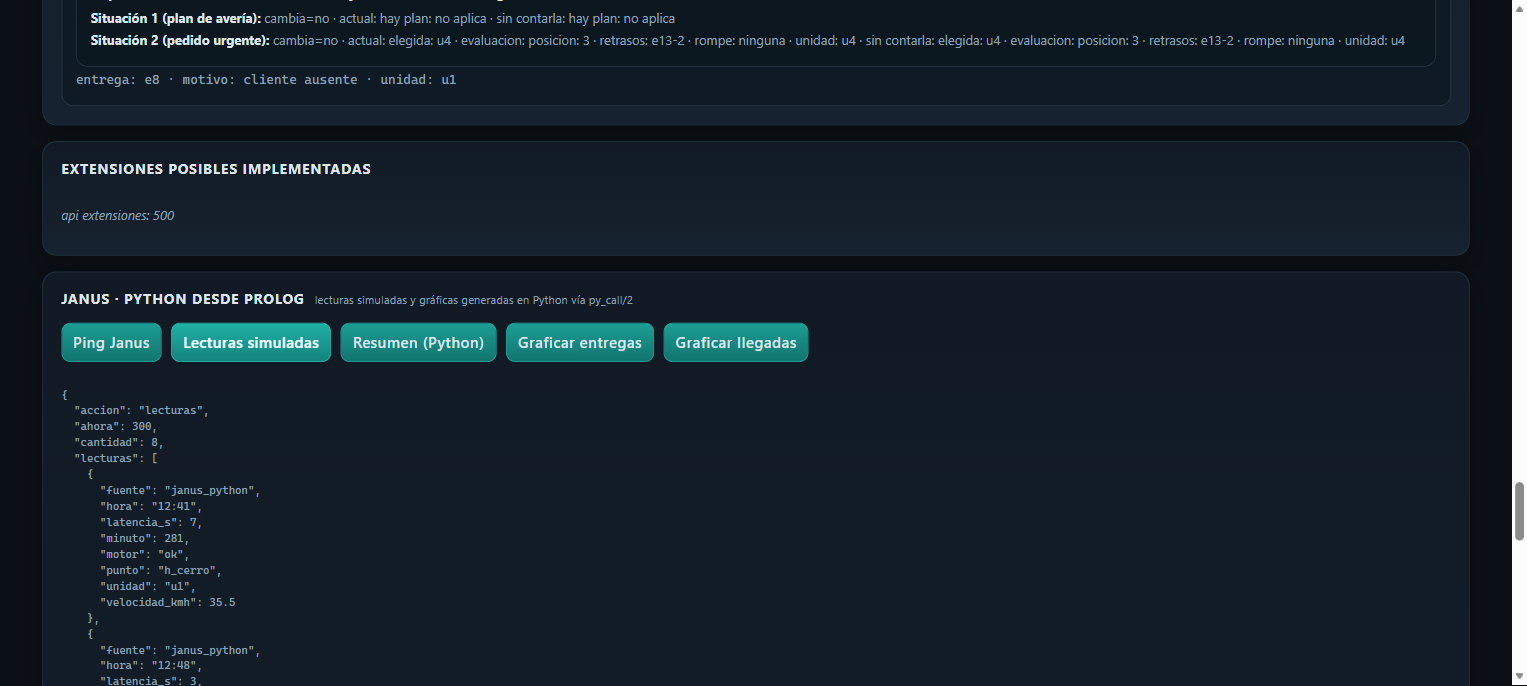 Situación 1 (plan de avería): cambia=no · actual: hay plan: no aplica · sin contarla: hay plan: no aplica
Situación 2 (pedido urgente): cambia=no · actual: elegida: u4 · evaluacion: posicion: 3 · retrasos: e13-2 · rompe: ninguna · unidad: u4 · sin contarla: elegida: u4 · evaluacion: posicion: 3 · retrasos: e13-2 · rompe: ninguna · unidad: u4
entrega: e8 · motivo: cliente ausente · unidad: u1
EXTENSIONES POSIBLES IMPLEMENTADAS
api extensiones: 500
JANUS · PYTHON DESDE PROLOG lecturas simuladas y gráficas generadas en Python vía py_call/2
Ping Janus Lecturas simuladas Resumen (Python) Graficar entregas Graficar llegadas
{
"accion": "lecturas",
"ahora": 300,
"cantidad": 8,
"lecturas": [
{
"fuente": "janus_python",
"hora": "12:41",
"latencia_s": 7,
"minuto": 281,
"motor": "ok",
"punto": "h_cerro",
"unidad": "u1",
"velocidad_kmh": 35.5
},
{
"fuente": "janus_python",
"hora": "12:48",
"latencia_s": 3,